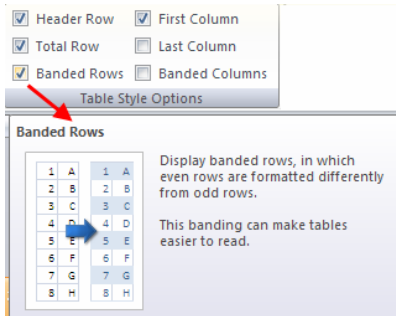 Header Row First Column
Total Row Last Column
Banded Rows Banded Columns
Table Style Options
Banded Rows
Display banded rows, in which
even rows are formatted differently
from odd rows.
This banding can make tables
easier to read.
1 A 1 A
2 B 2 B
3 C 3 C
4 D 4 D
5 E 5 E
6 F 6 F
7 G 7 G
8 H 8 H